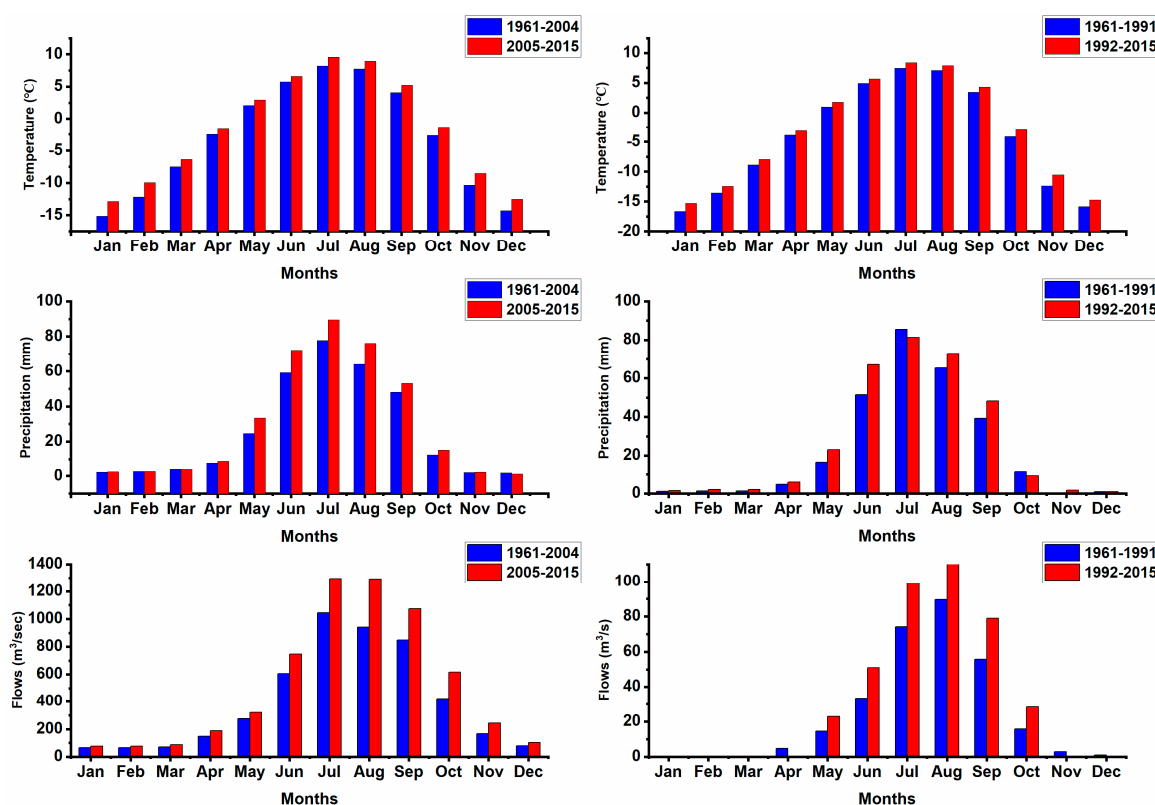 1961-2004
2005-2015
10
5
0
-5
-10
-15
Temperature (℃)
Jan Feb Mar Apr May Jun Jul Aug Sep Oct Nov Dec
Months
1961-1991
1992-2015
10
5
0
-5
-10
-15
-20
Temperature (℃)
Jan Feb Mar Apr May Jun Jul Aug Sep Oct Nov Dec
Months
1961-2004
2005-2015
100
80
60
40
20
0
Precipitation (mm)
Jan Feb Mar Apr May Jun Jul Aug Sep Oct Nov Dec
Months
1961-1991
1992-2015
100
80
60
40
20
0
Precipitation (mm)
Jan Feb Mar Apr May Jun Jul Aug Sep Oct Nov Dec
Months
1961-2004
2005-2015
1400
1200
1000
800
600
400
200
0
Flows (m³/sec)
Jan Feb Mar Apr May Jun Jul Aug Sep Oct Nov Dec
Months
1961-1991
1992-2015
100
80
60
40
20
0
Flows (m³/s)
Jan Feb Mar Apr May Jun Jul Aug Sep Oct Nov Dec
Months